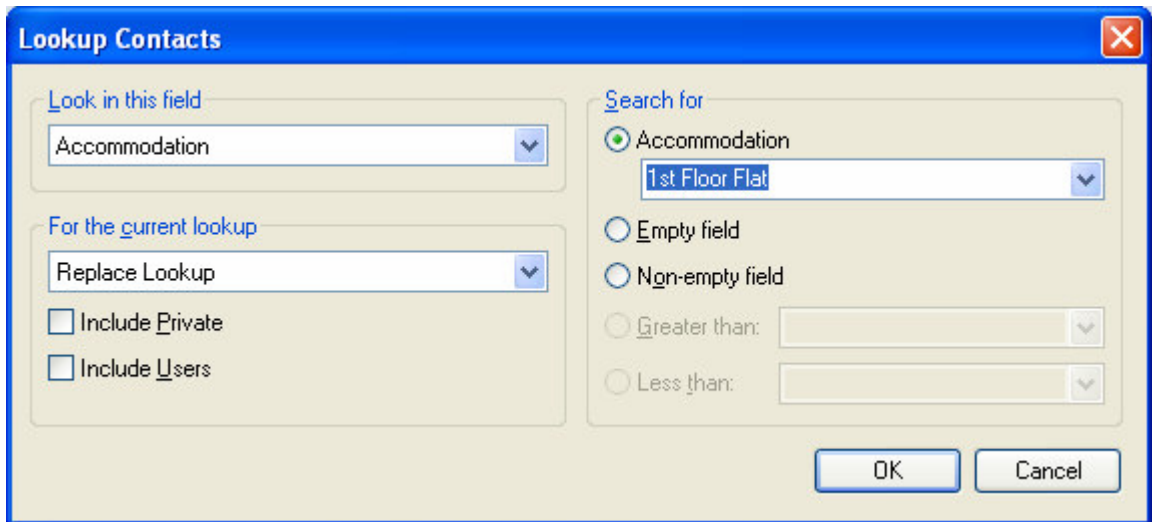 Lookup Contacts
Look in this field
Accommodation
For the current lookup
Replace Lookup
Include Private
Include Users
Search for
Accommodation
1st Floor Flat
Empty field
Non-empty field
Greater than:
Less than:
OK
Cancel